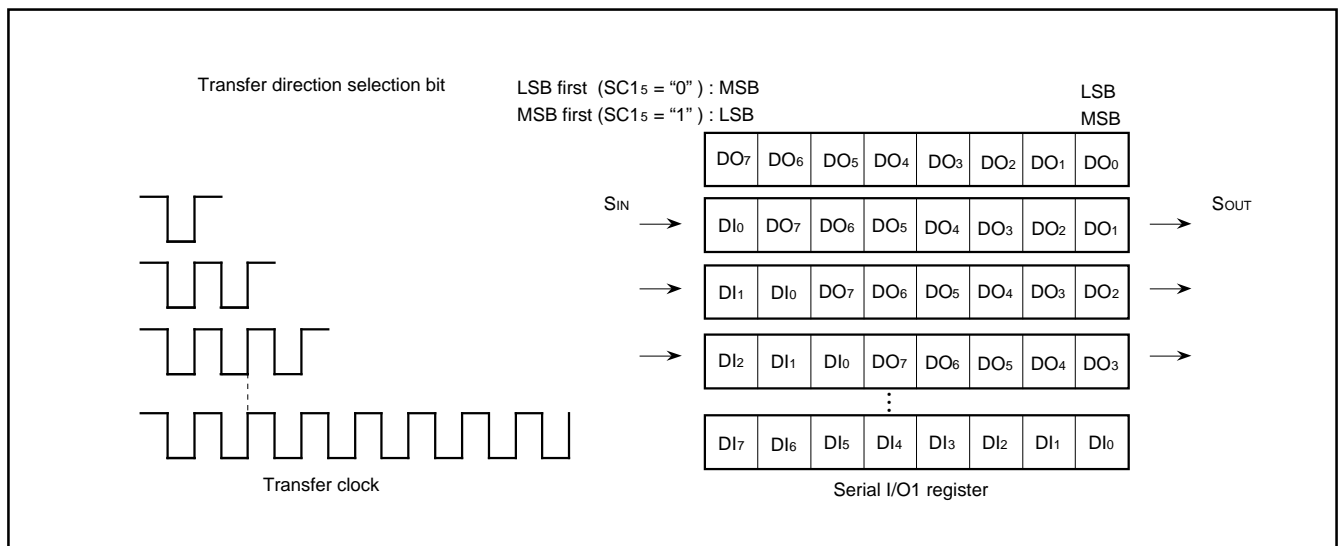 Transfer direction selection bit
LSB first (SC15 = “0” ) : MSB LSB
MSB first (SC15 = “1” ) : LSB MSB
DO7 DO6 DO5 DO4 DO3 DO2 DO1 DO0
SIN DI0 DO7 DO6 DO5 DO4 DO3 DO2 DO1 SOUT
DI1 DI0 DO7 DO6 DO5 DO4 DO3 DO2
DI2 DI1 DI0 DO7 DO6 DO5 DO4 DO3
DI7 DI6 DI5 DI4 DI3 DI2 DI1 DI0
Transfer clock
Serial I/O1 register